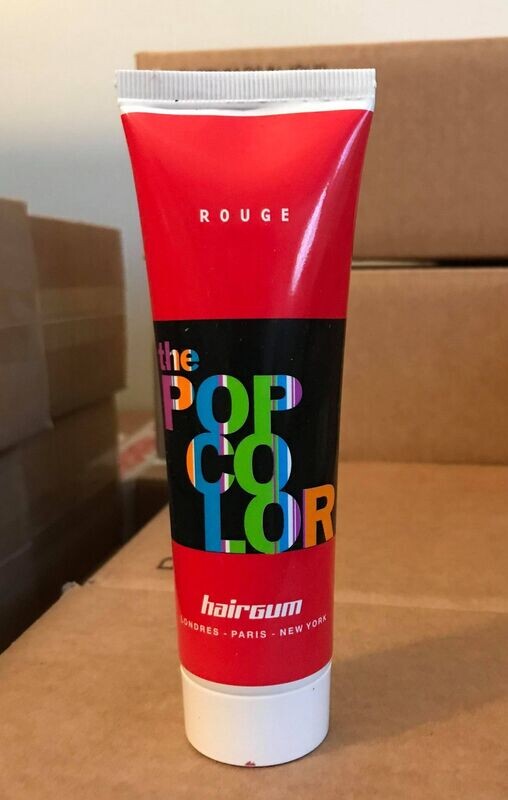 ROUGE
the
POP
CO
LOR
hairgum
LONDRES - PARIS - NEW YORK